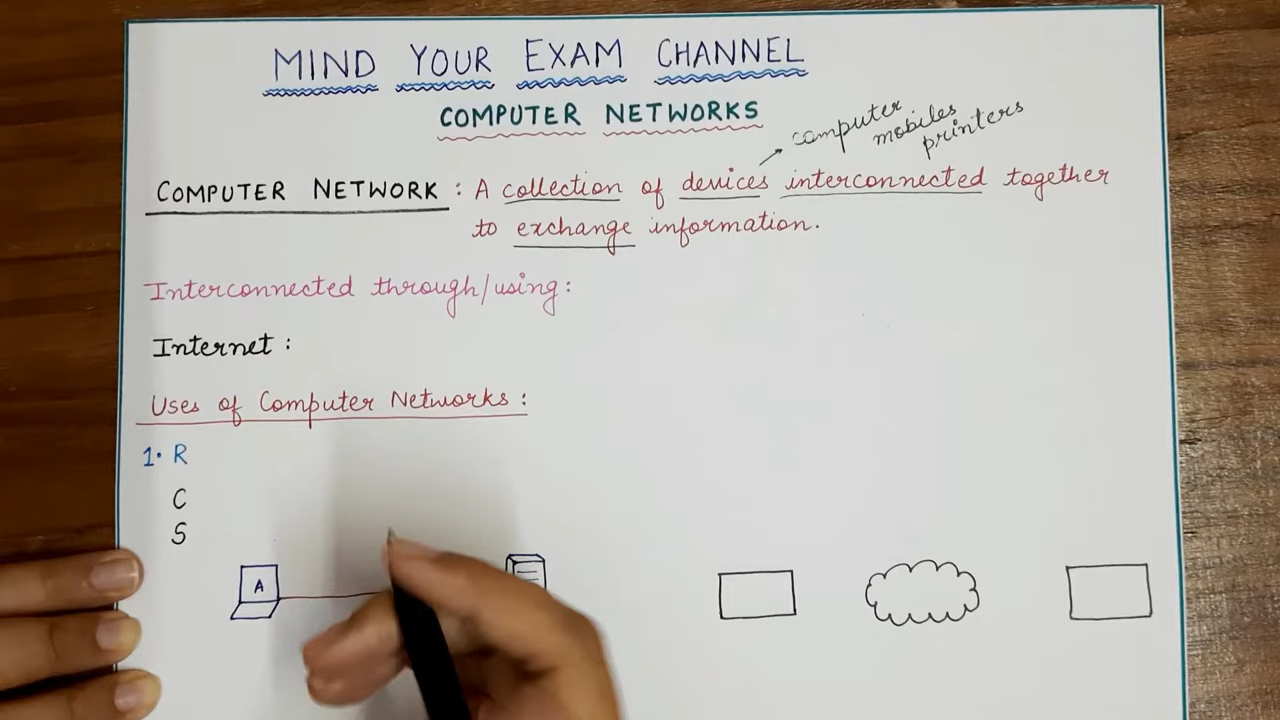 MIND YOUR EXAM CHANNEL
COMPUTER NETWORKS
computer
mobiles
printers
COMPUTER NETWORK : A collection of devices interconnected together
to exchange information.
Interconnected through/using :
Internet :
Uses of Computer Networks :
1. R
C
S
A